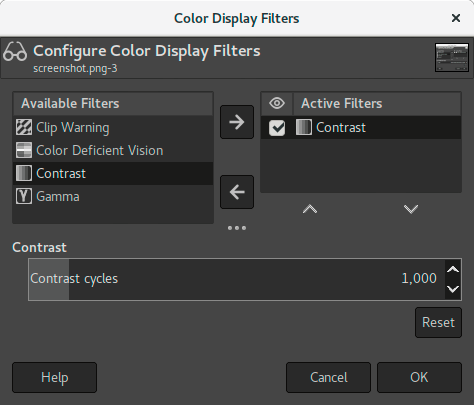 Color Display Filters
Configure Color Display Filters
screenshot.png-3
Available Filters
Clip Warning
Color Deficient Vision
Contrast
Gamma
Active Filters
Contrast
Contrast
Contrast cycles 1,000
Reset
Help Cancel OK